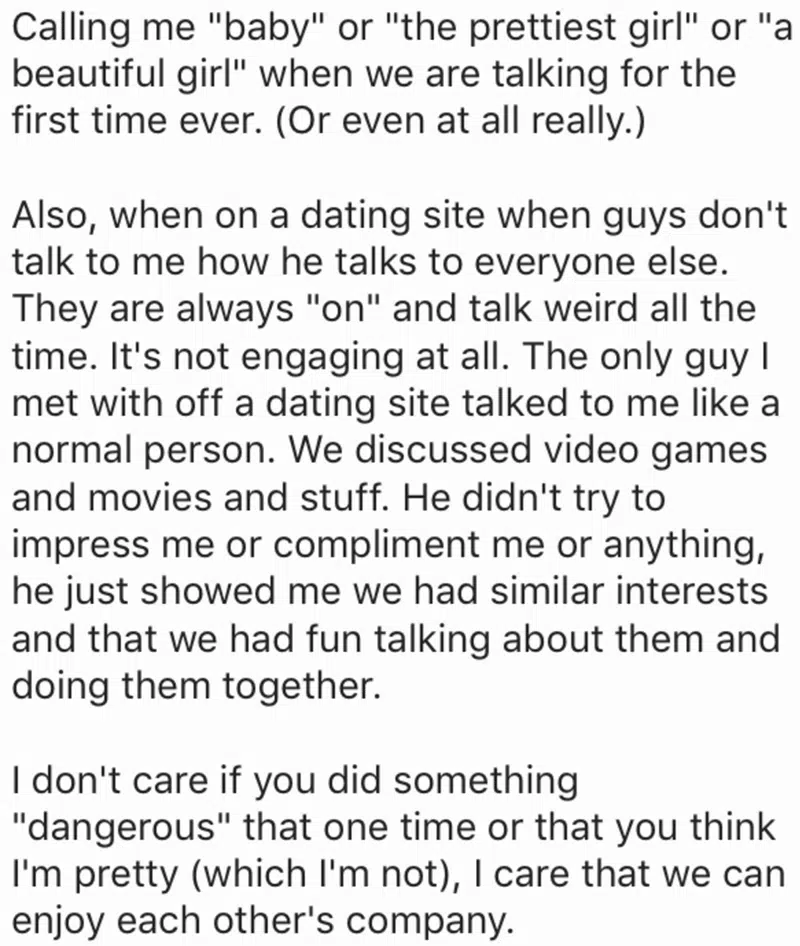 Calling me "baby" or "the prettiest girl" or "a
beautiful girl" when we are talking for the
first time ever. (Or even at all really.)
Also, when on a dating site when guys don't
talk to me how he talks to everyone else.
They are always "on" and talk weird all the
time. It's not engaging at all. The only guy I
met with off a dating site talked to me like a
normal person. We discussed video games
and movies and stuff. He didn't try to
impress me or compliment me or anything,
he just showed me we had similar interests
and that we had fun talking about them and
doing them together.
I don't care if you did something
"dangerous" that one time or that you think
I'm pretty (which I'm not), I care that we can
enjoy each other's company.